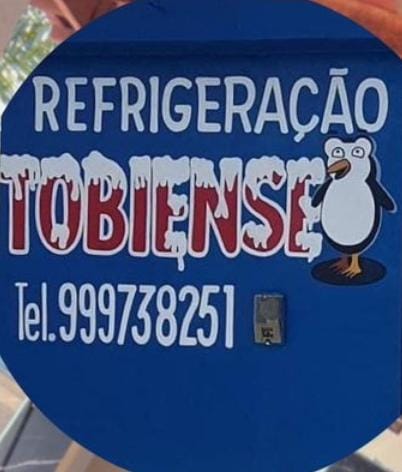 REFRIGERAÇÃO
TOBIENSE
Tel.999738251